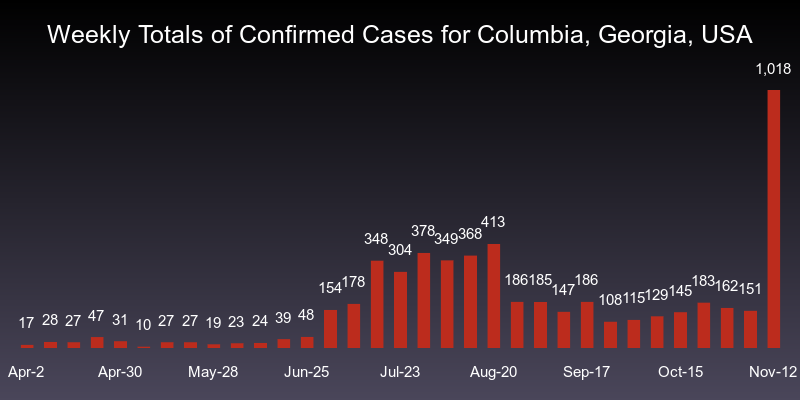 Weekly Totals of Confirmed Cases for Columbia, Georgia, USA
1,018
17 28 27 47 31 10 27 27 19 23 24 39 48 154 178 348 304 378 349 368 413 186 185 147 186 108 115 129 145 183 162 151
Apr-2 Apr-30 May-28 Jun-25 Jul-23 Aug-20 Sep-17 Oct-15 Nov-12